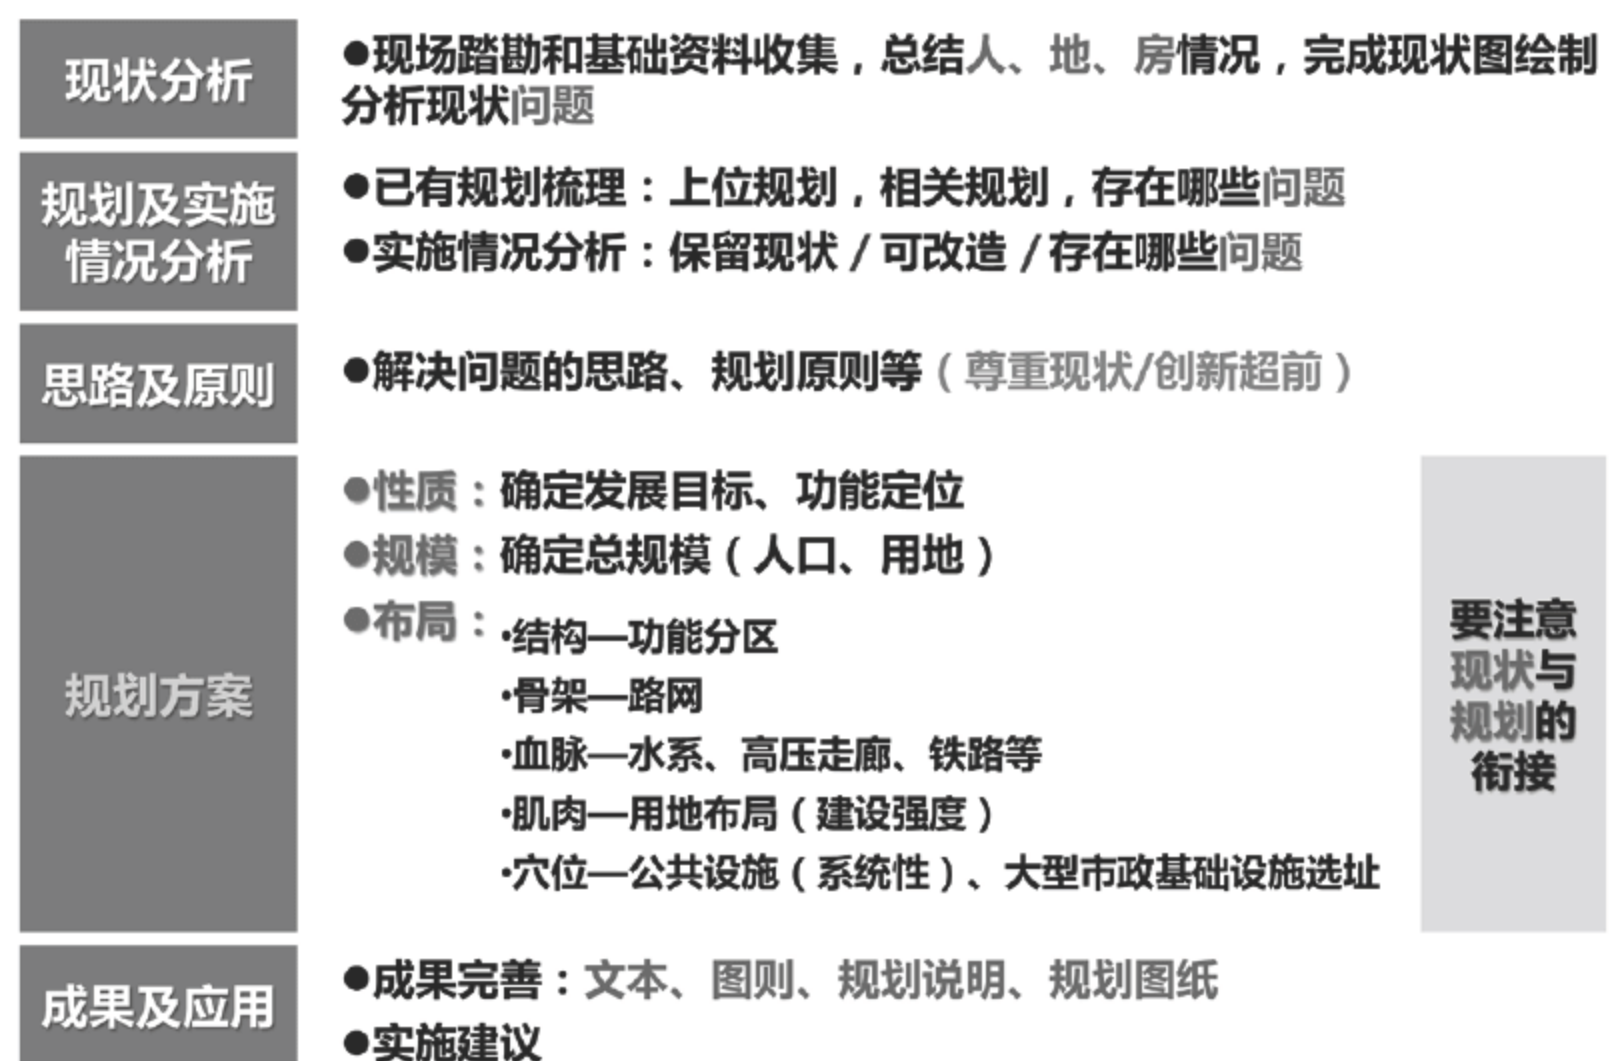 现状分析
●现场踏勘和基础资料收集，总结人、地、房情况，完成现状图绘制
分析现状问题
规划及实施
情况分析
●已有规划梳理：上位规划，相关规划，存在哪些问题
●实施情况分析：保留现状/可改造/存在哪些问题
思路及原则
●解决问题的思路、规划原则等（尊重现状/创新超前）
规划方案
●性质：确定发展目标、功能定位
●规模：确定总规模（人口、用地）
●布局：
·结构—功能分区
·骨架—路网
·血脉—水系、高压走廊、铁路等
·肌肉—用地布局（建设强度）
·穴位—公共设施（系统性）、大型市政基础设施选址
要注意
现状与
规划的
衔接
成果及应用
●成果完善：文本、图则、规划说明、规划图纸
●实施建议